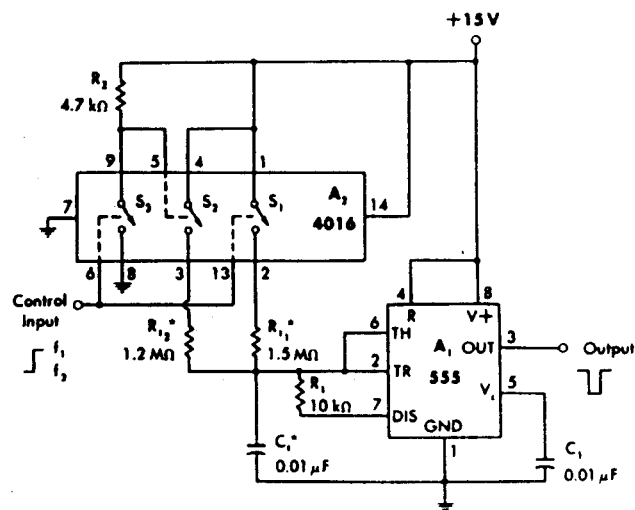 +15V
R₂
4.7 kΩ
9
5
4
1
7
S₃
S₂
S₁
A₂
4016
14
6
8
3
13
2
Control
Input
f₁
f₂
R₁₂*
1.2 MΩ
R₁₁*
1.5 MΩ
4
8
R
V+
6
TH
A₁
OUT
3
Output
2
TR
555
5
R₁
10 kΩ
7
DIS
GND
1
C₁*
0.01 μF
C₁
0.01 μF